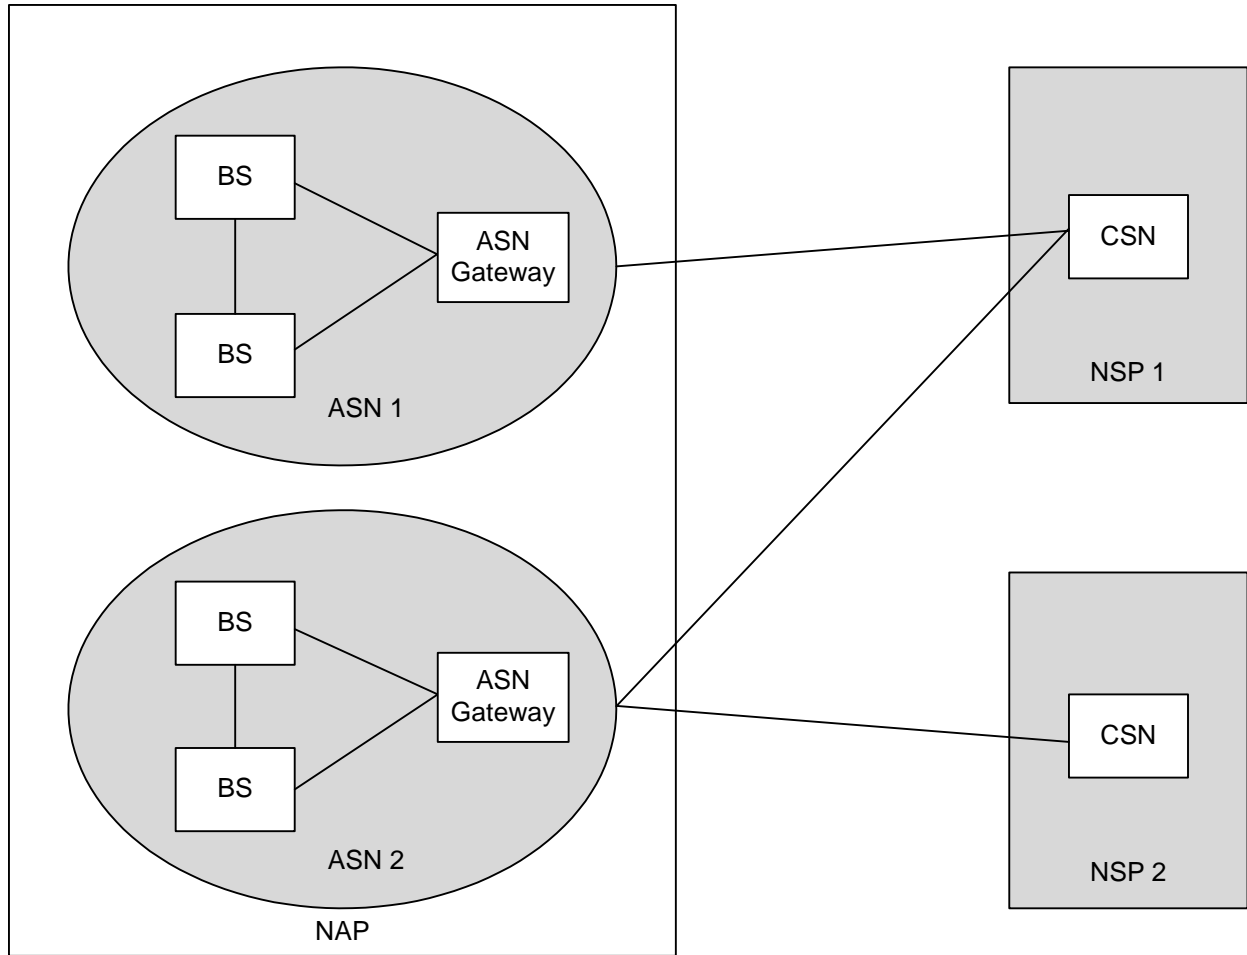 BS
ASN
Gateway
BS
ASN 1
BS
ASN
Gateway
BS
ASN 2
NAP
CSN
NSP 1
CSN
NSP 2